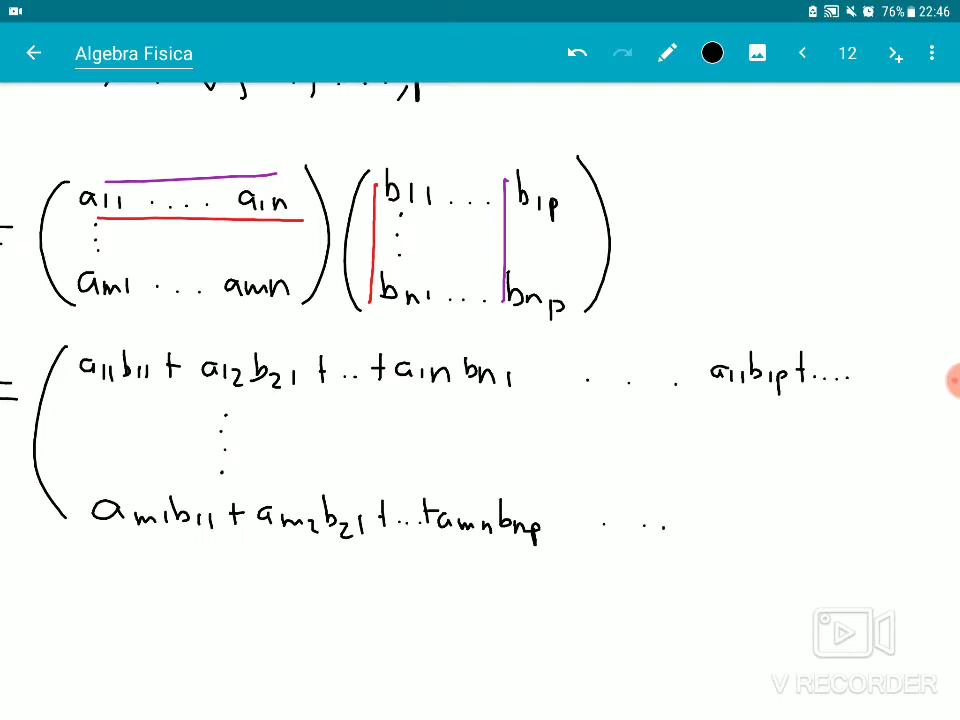 76% 22:46
Algebra Fisica
12
= ( a11 .... a1n ) ( b11 ... b1p )
am1 ... amn bn1 ... bnp
= ( a11b11 + a12b21 + .. + a1nbn1 ... a11b1p + ....
am1b11 + am2b21 + ... + amnbnp ...
V RECORDER